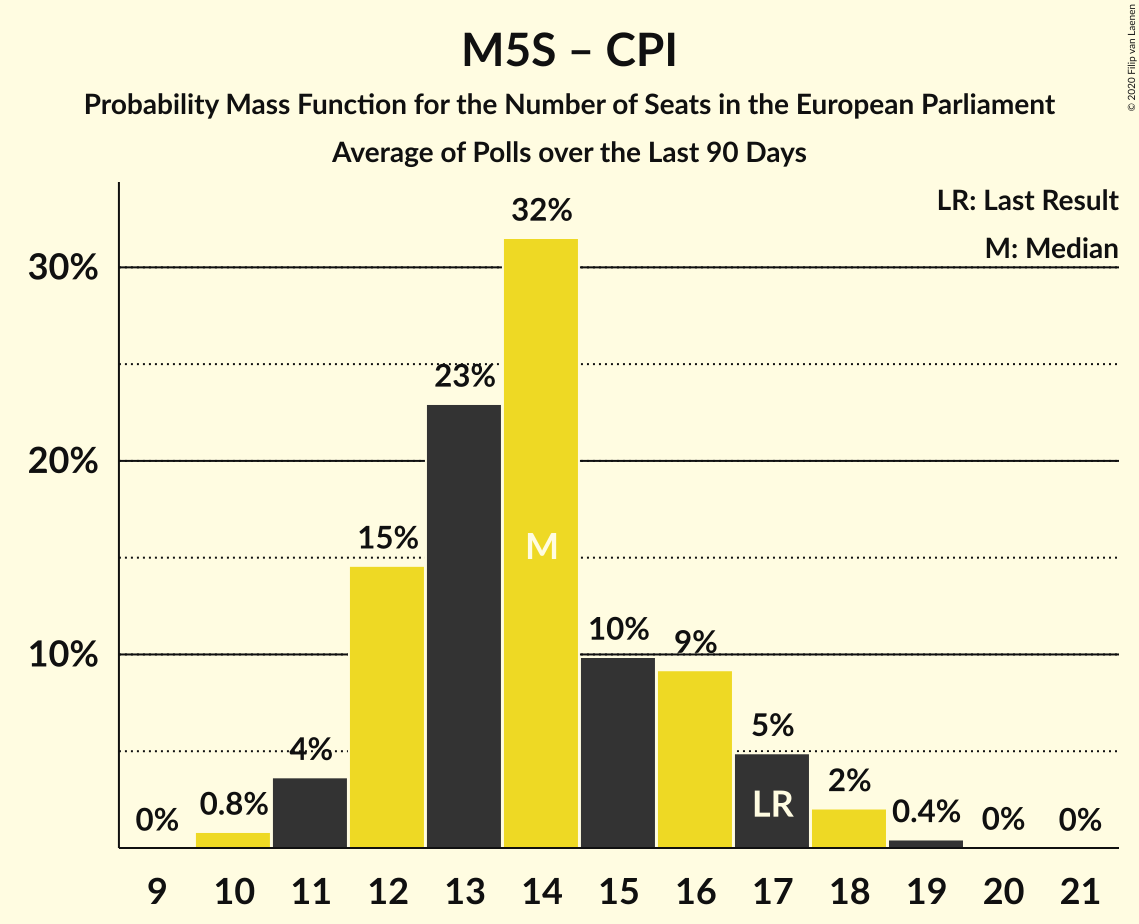 M5S – CPI
Probability Mass Function for the Number of Seats in the European Parliament
Average of Polls over the Last 90 Days
© 2020 Filip van Laenen
LR: Last Result
M: Median
30%
20%
10%
0%
0.8%
4%
15%
23%
32%
M
10%
9%
5%
LR
2%
0.4%
0%
0%
9 10 11 12 13 14 15 16 17 18 19 20 21